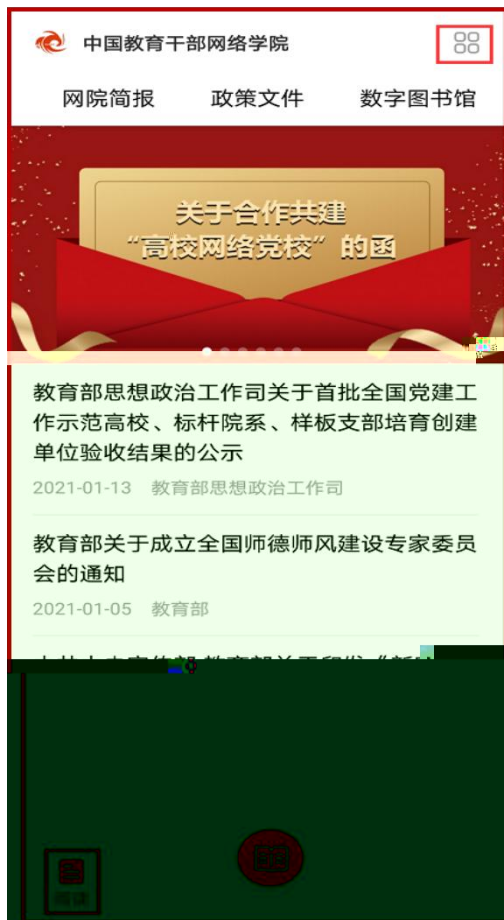 中国教育干部网络学院
网院简报 政策文件 数字图书馆
关于合作共建
“高校网络党校”的函
教育部思想政治工作司关于首批全国党建工
作示范高校、标杆院系、样板支部培育创建
单位验收结果的公示
2021-01-13 教育部思想政治工作司
教育部关于成立全国师德师风建设专家委员
会的通知
2021-01-05 教育部